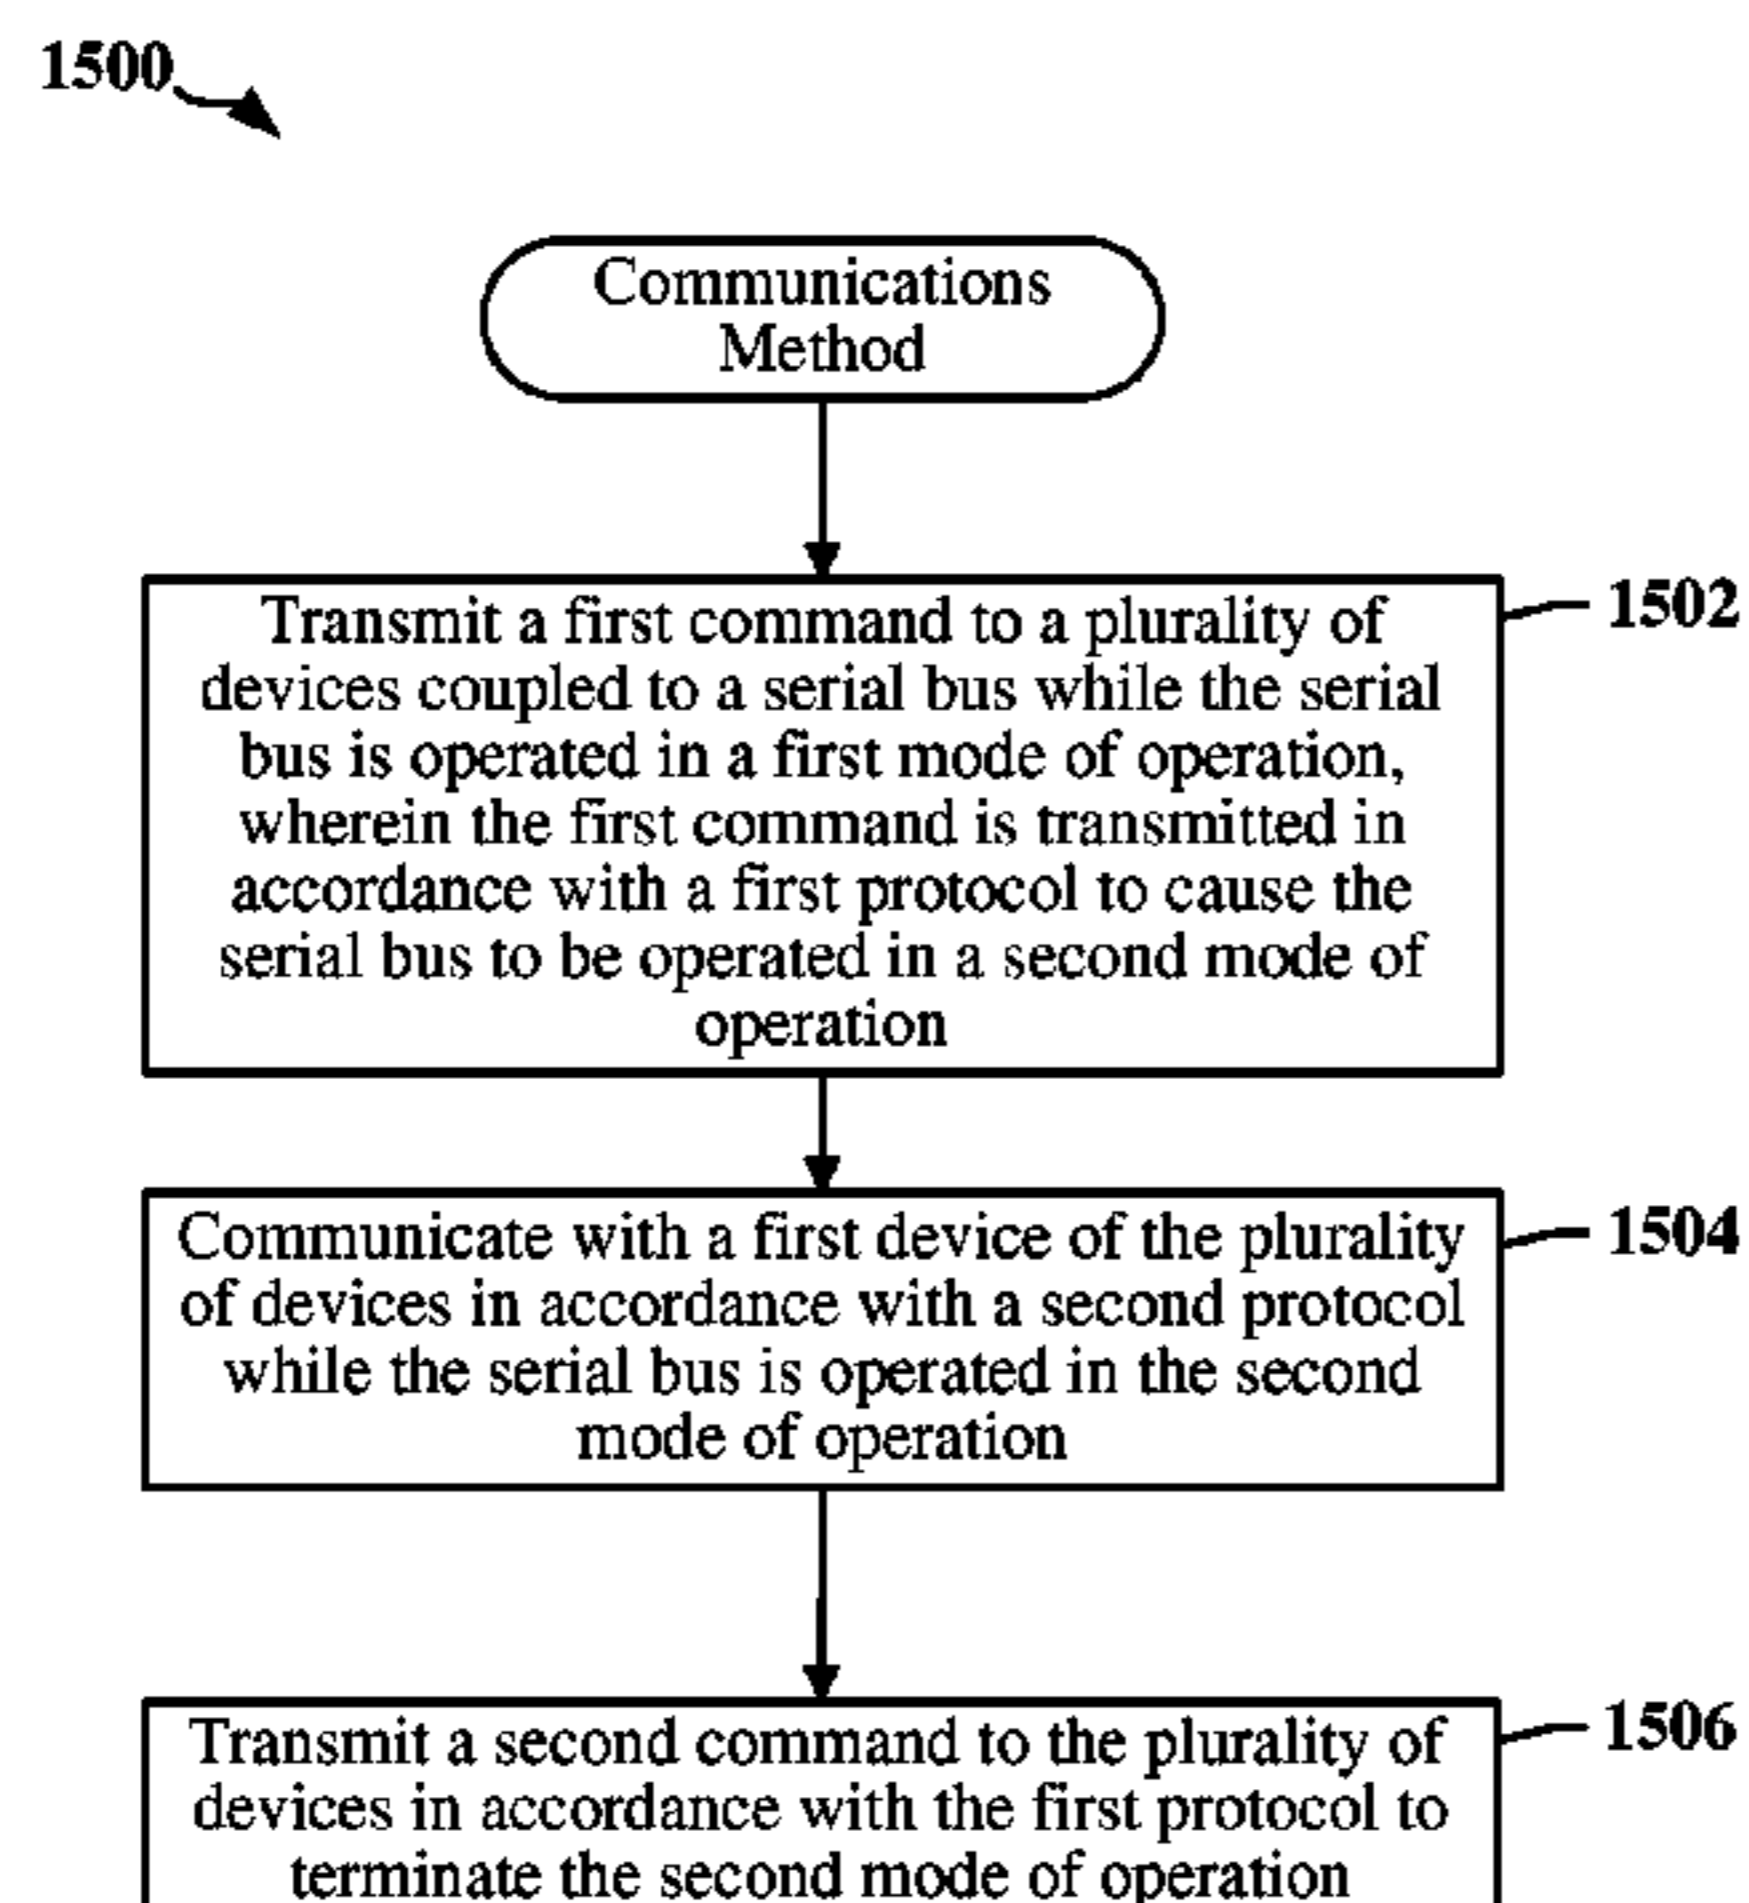 1500
Communications
Method
Transmit a first command to a plurality of
devices coupled to a serial bus while the serial
bus is operated in a first mode of operation,
wherein the first command is transmitted in
accordance with a first protocol to cause the
serial bus to be operated in a second mode of
operation
1502
Communicate with a first device of the plurality
of devices in accordance with a second protocol
while the serial bus is operated in the second
mode of operation
1504
Transmit a second command to the plurality of
devices in accordance with the first protocol to
terminate the second mode of operation
1506